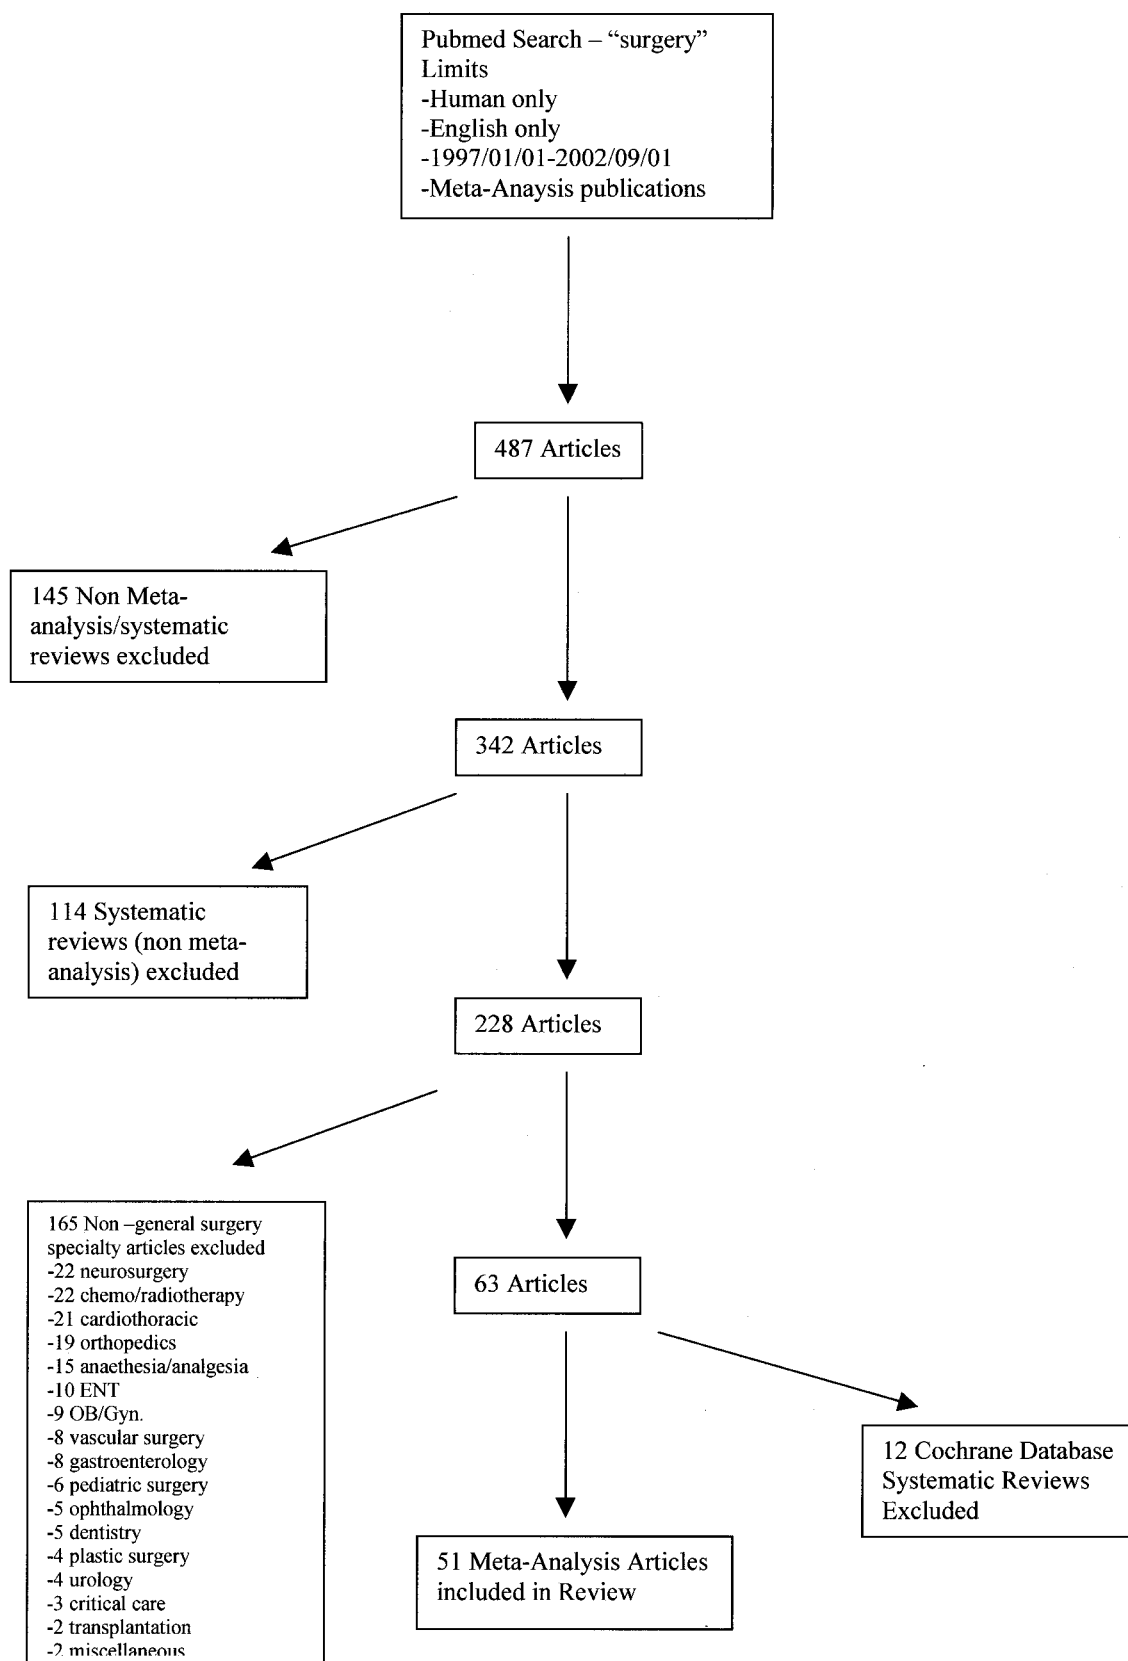 Pubmed Search – “surgery”
Limits
-Human only
-English only
-1997/01/01-2002/09/01
-Meta-Anaysis publications
487 Articles
145 Non Meta-
analysis/systematic
reviews excluded
342 Articles
114 Systematic
reviews (non meta-
analysis) excluded
228 Articles
165 Non –general surgery
specialty articles excluded
-22 neurosurgery
-22 chemo/radiotherapy
-21 cardiothoracic
-19 orthopedics
-15 anaethesia/analgesia
-10 ENT
-9 OB/Gyn.
-8 vascular surgery
-8 gastroenterology
-6 pediatric surgery
-5 ophthalmology
-5 dentistry
-4 plastic surgery
-4 urology
-3 critical care
-2 transplantation
-2 miscellaneous
63 Articles
12 Cochrane Database
Systematic Reviews
Excluded
51 Meta-Analysis Articles
included in Review